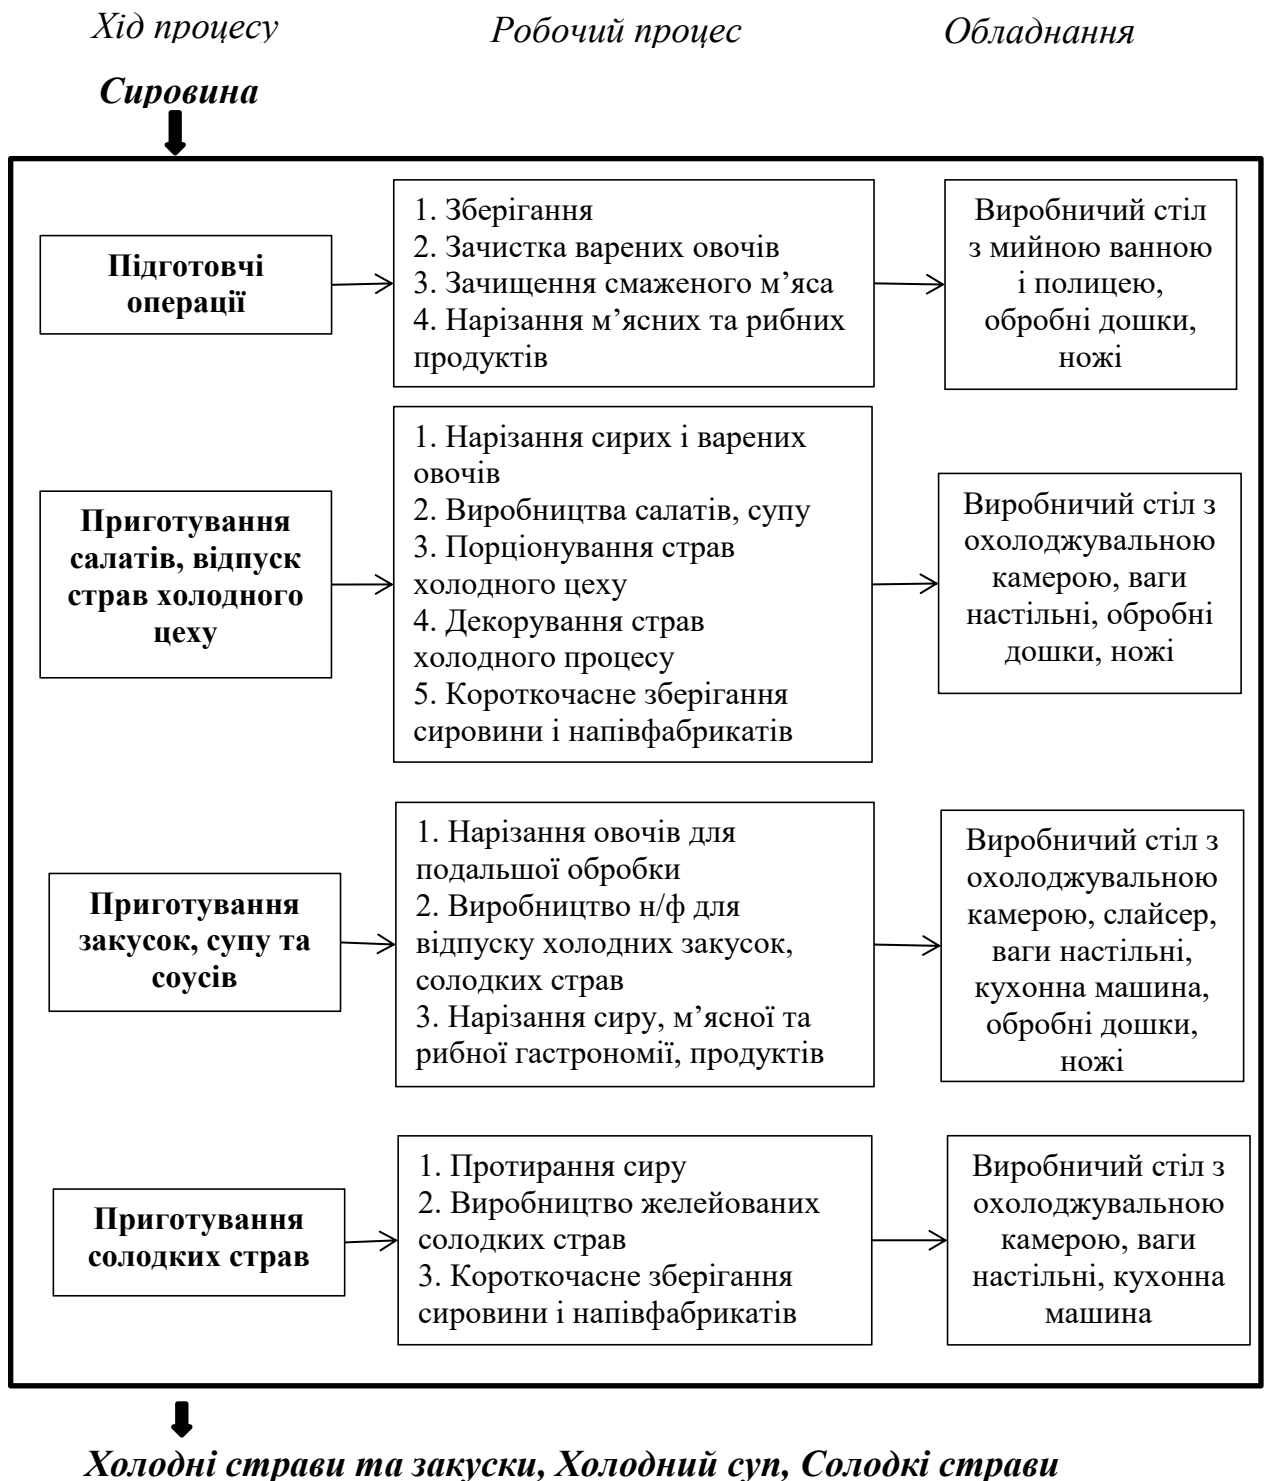 Хід процесу
Робочий процес
Обладнання
Сировина
Підготовчі
операції
1. Зберігання
2. Зачистка варених овочів
3. Зачищення смаженого м’яса
4. Нарізання м’ясних та рибних
продуктів
Виробничий стіл
з мийною ванною
і полицею,
обробні дошки,
ножі
Приготування
салатів, відпуск
страв холодного
цеху
1. Нарізання сирих і варених
овочів
2. Виробництва салатів, супу
3. Порціонування страв
холодного цеху
4. Декорування страв
холодного процесу
5. Короткочасне зберігання
сировини і напівфабрикатів
Виробничий стіл з
охолоджувальною
камерою, ваги
настільні, обробні
дошки, ножі
Приготування
закусок, супу та
соусів
1. Нарізання овочів для
подальшої обробки
2. Виробництво н/ф для
відпуску холодних закусок,
солодких страв
3. Нарізання сиру, м’ясної та
рибної гастрономії, продуктів
Виробничий стіл з
охолоджувальною
камерою, слайсер,
ваги настільні,
кухонна машина,
обробні дошки,
ножі
Приготування
солодких страв
1. Протирання сиру
2. Виробництво желейованих
солодких страв
3. Короткочасне зберігання
сировини і напівфабрикатів
Виробничий стіл з
охолоджувальною
камерою, ваги
настільні, кухонна
машина
Холодні страви та закуски, Холодний суп, Солодкі страви